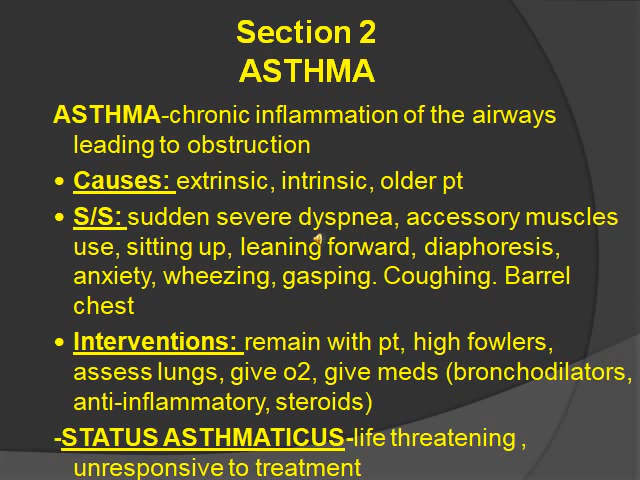 Section 2
ASTHMA
ASTHMA-chronic inflammation of the airways
leading to obstruction
• Causes: extrinsic, intrinsic, older pt
• S/S: sudden severe dyspnea, accessory muscles
use, sitting up, leaning forward, diaphoresis,
anxiety, wheezing, gasping. Coughing. Barrel
chest
• Interventions: remain with pt, high fowlers,
assess lungs, give o2, give meds (bronchodilators,
anti-inflammatory, steroids)
-STATUS ASTHMATICUS-life threatening ,
unresponsive to treatment